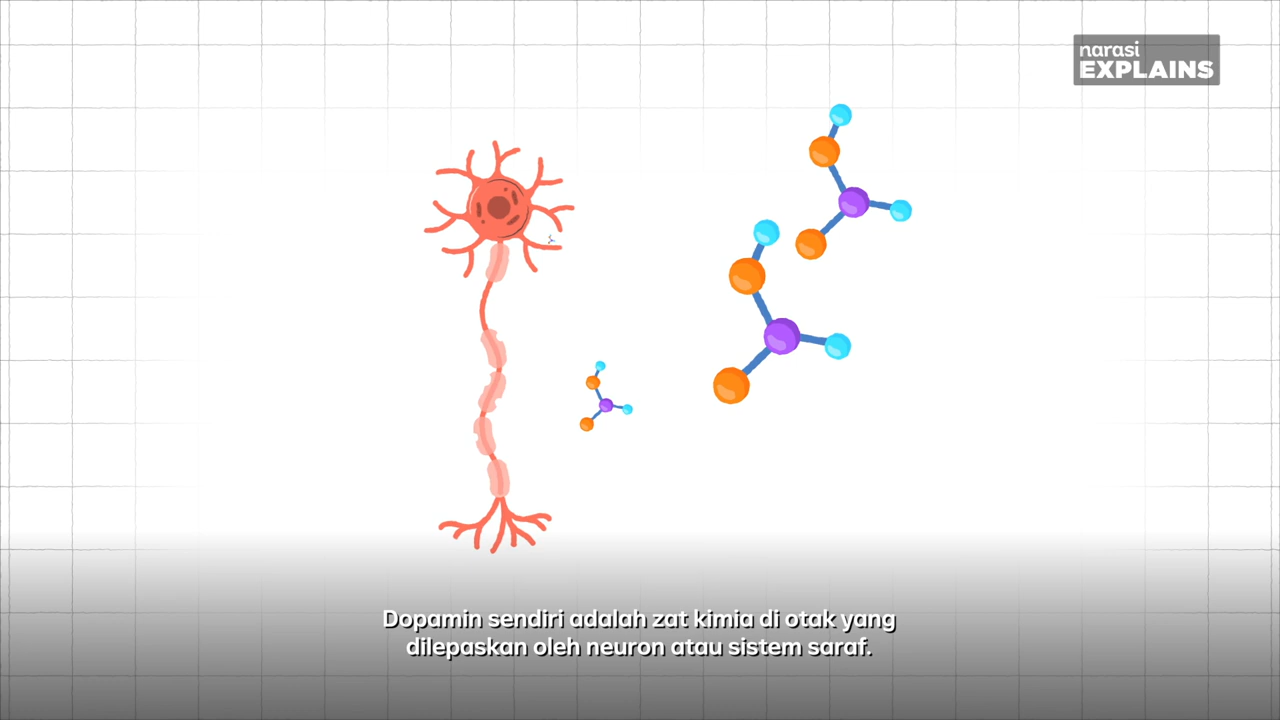 narasi
EXPLAINS
Dopamin sendiri adalah zat kimia di otak yang
dilepaskan oleh neuron atau sistem saraf.